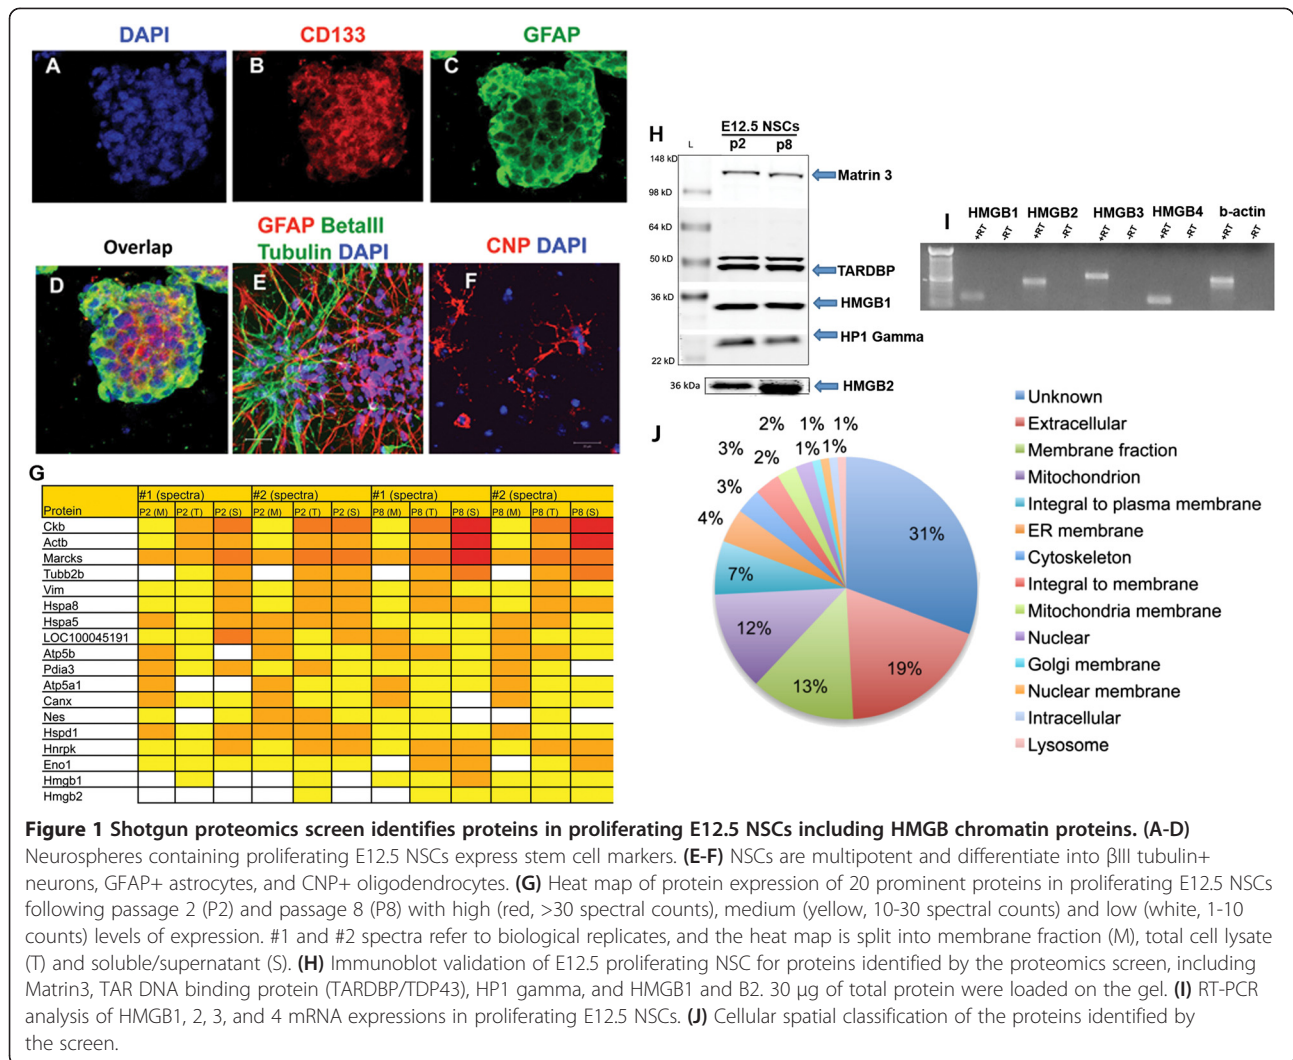 DAPI
CD133
GFAP
A
B
C
Overlap
GFAP BetaIII
Tubulin DAPI
CNP DAPI
D
E
F
G
Protein
#1 (spectra)
#2 (spectra)
#1 (spectra)
#2 (spectra)
P2 (M) P2 (T) P2 (S) P2 (M) P2 (T) P2 (S) P8 (M) P8 (T) P8 (S) P8 (M) P8 (T) P8 (S)
Ckb
Actb
Marcks
Tubb2b
Vim
Hspa8
Hspa5
LOC100045191
Atp5b
Pdia3
Atp5a1
Canx
Nes
Hspd1
Hnrpk
Eno1
Hmgb1
Hmgb2
H
E12.5 NSCs
L
p2
p8
148 kD
98 kD
64 kD
50 kD
36 kD
22 kD
36 kDa
Matrin 3
TARDBP
HMGB1
HP1 Gamma
HMGB2
I
HMGB1
HMGB2
HMGB3
HMGB4
b-actin
+RT -RT +RT -RT +RT -RT +RT -RT +RT -RT
J
31%
19%
13%
12%
7%
4%
3%
3%
2%
2%
1%
1%
1%
1%
Unknown
Extracellular
Membrane fraction
Mitochondrion
Integral to plasma membrane
ER membrane
Cytoskeleton
Integral to membrane
Mitochondria membrane
Nuclear
Golgi membrane
Nuclear membrane
Intracellular
Lysosome
Figure 1 Shotgun proteomics screen identifies proteins in proliferating E12.5 NSCs including HMGB chromatin proteins. (A-D)
Neurospheres containing proliferating E12.5 NSCs express stem cell markers. (E-F) NSCs are multipotent and differentiate into βIII tubulin+
neurons, GFAP+ astrocytes, and CNP+ oligodendrocytes. (G) Heat map of protein expression of 20 prominent proteins in proliferating E12.5 NSCs
following passage 2 (P2) and passage 8 (P8) with high (red, >30 spectral counts), medium (yellow, 10-30 spectral counts) and low (white, 1-10
counts) levels of expression. #1 and #2 spectra refer to biological replicates, and the heat map is split into membrane fraction (M), total cell lysate
(T) and soluble/supernatant (S). (H) Immunoblot validation of E12.5 proliferating NSC for proteins identified by the proteomics screen, including
Matrin3, TAR DNA binding protein (TARDBP/TDP43), HP1 gamma, and HMGB1 and B2. 30 μg of total protein were loaded on the gel. (I) RT-PCR
analysis of HMGB1, 2, 3, and 4 mRNA expressions in proliferating E12.5 NSCs. (J) Cellular spatial classification of the proteins identified by
the screen.